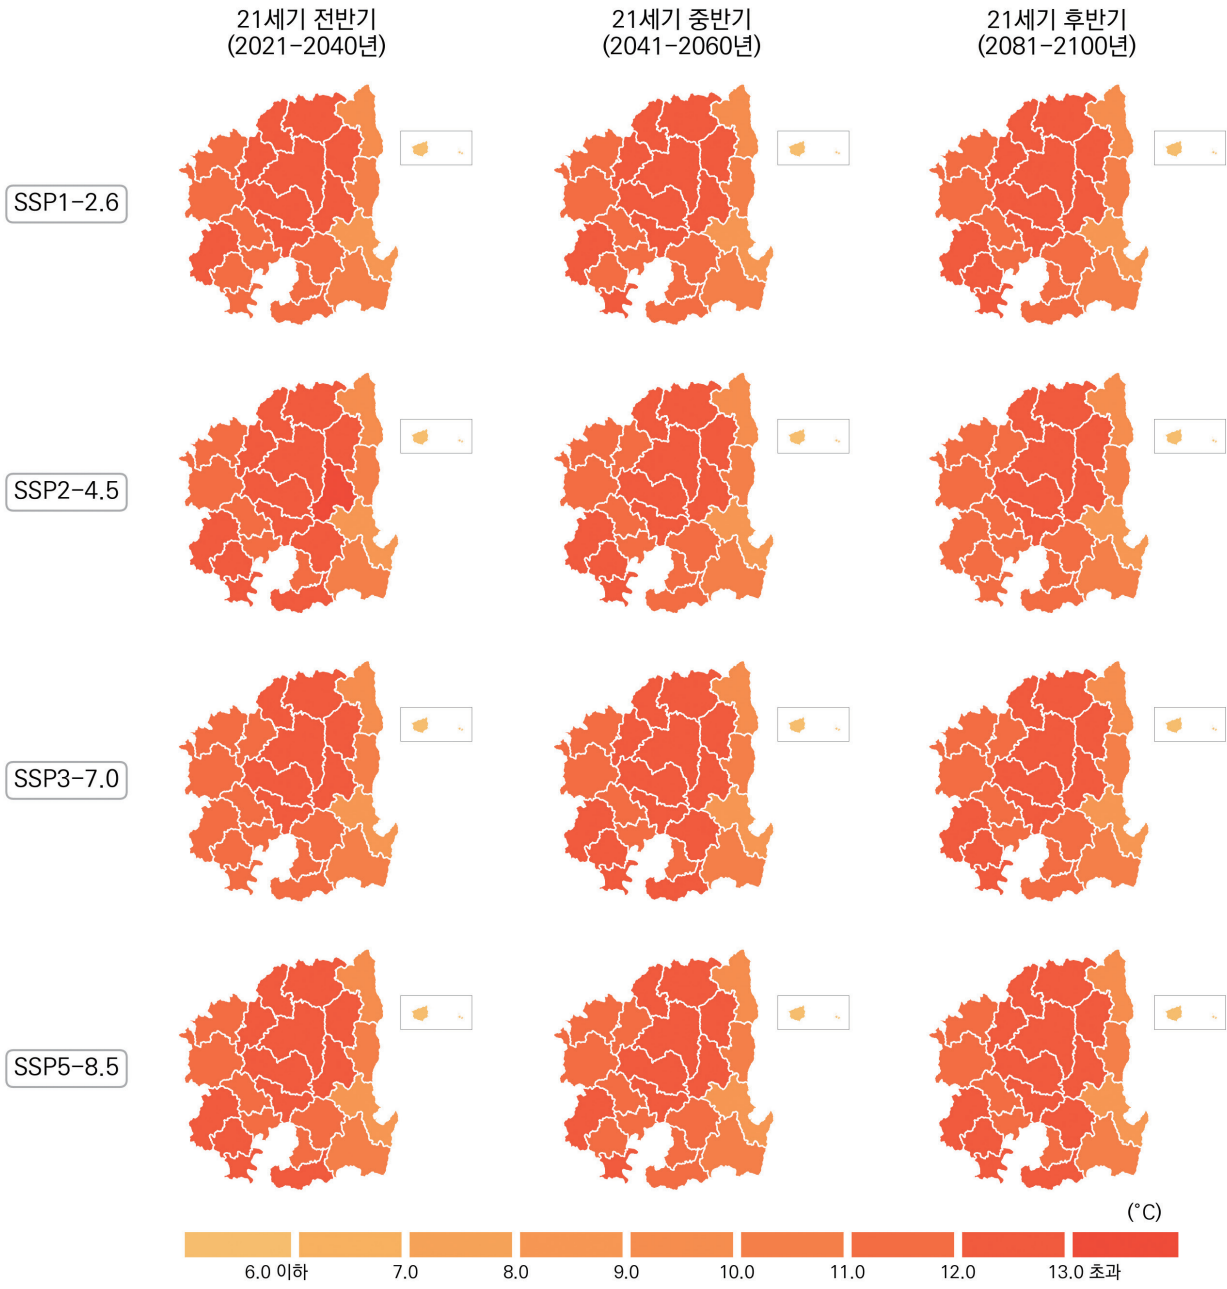 21세기 전반기
(2021-2040년)
21세기 중반기
(2041-2060년)
21세기 후반기
(2081-2100년)
SSP1-2.6
SSP2-4.5
SSP3-7.0
SSP5-8.5
(˚C)
6.0 이하 7.0 8.0 9.0 10.0 11.0 12.0 13.0 초과